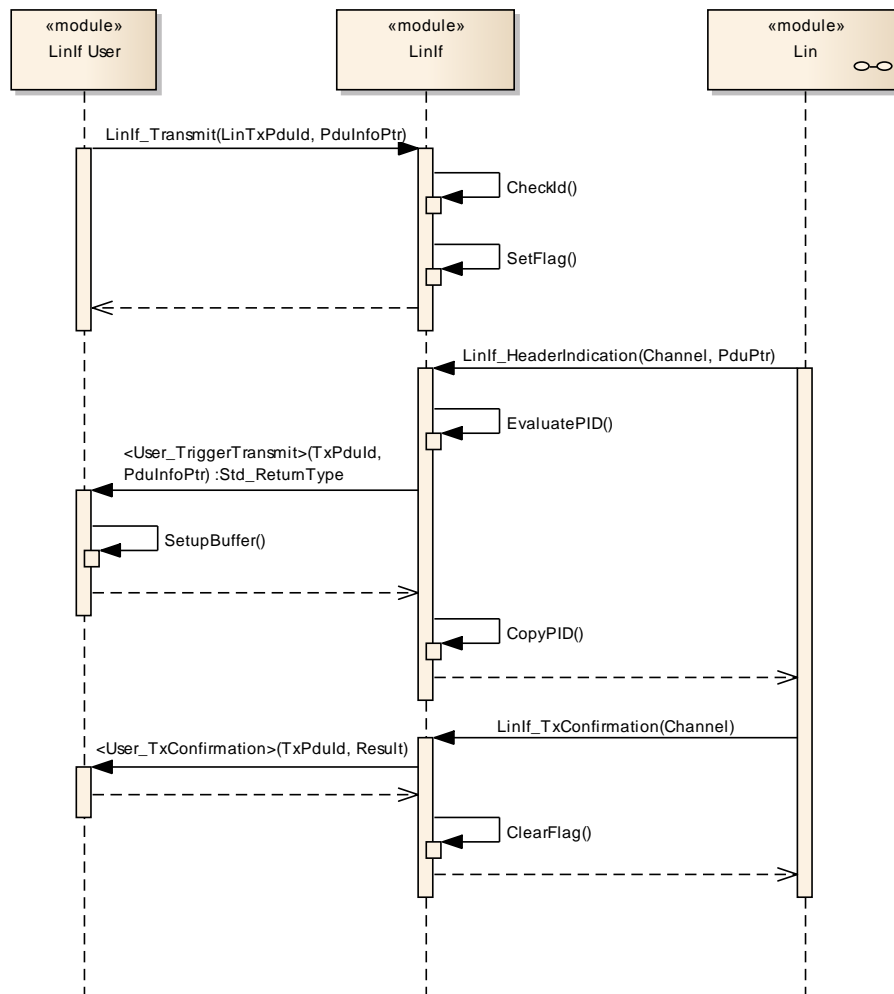 «module»
LinIf User
«module»
LinIf
«module»
Lin
LinIf_Transmit(LinTxPduId, PduInfoPtr)
CheckId()
SetFlag()
LinIf_HeaderIndication(Channel, PduPtr)
EvaluatePID()
<User_TriggerTransmit>(TxPduId,
PduInfoPtr) :Std_ReturnType
SetupBuffer()
CopyPID()
LinIf_TxConfirmation(Channel)
<User_TxConfirmation>(TxPduId, Result)
ClearFlag()